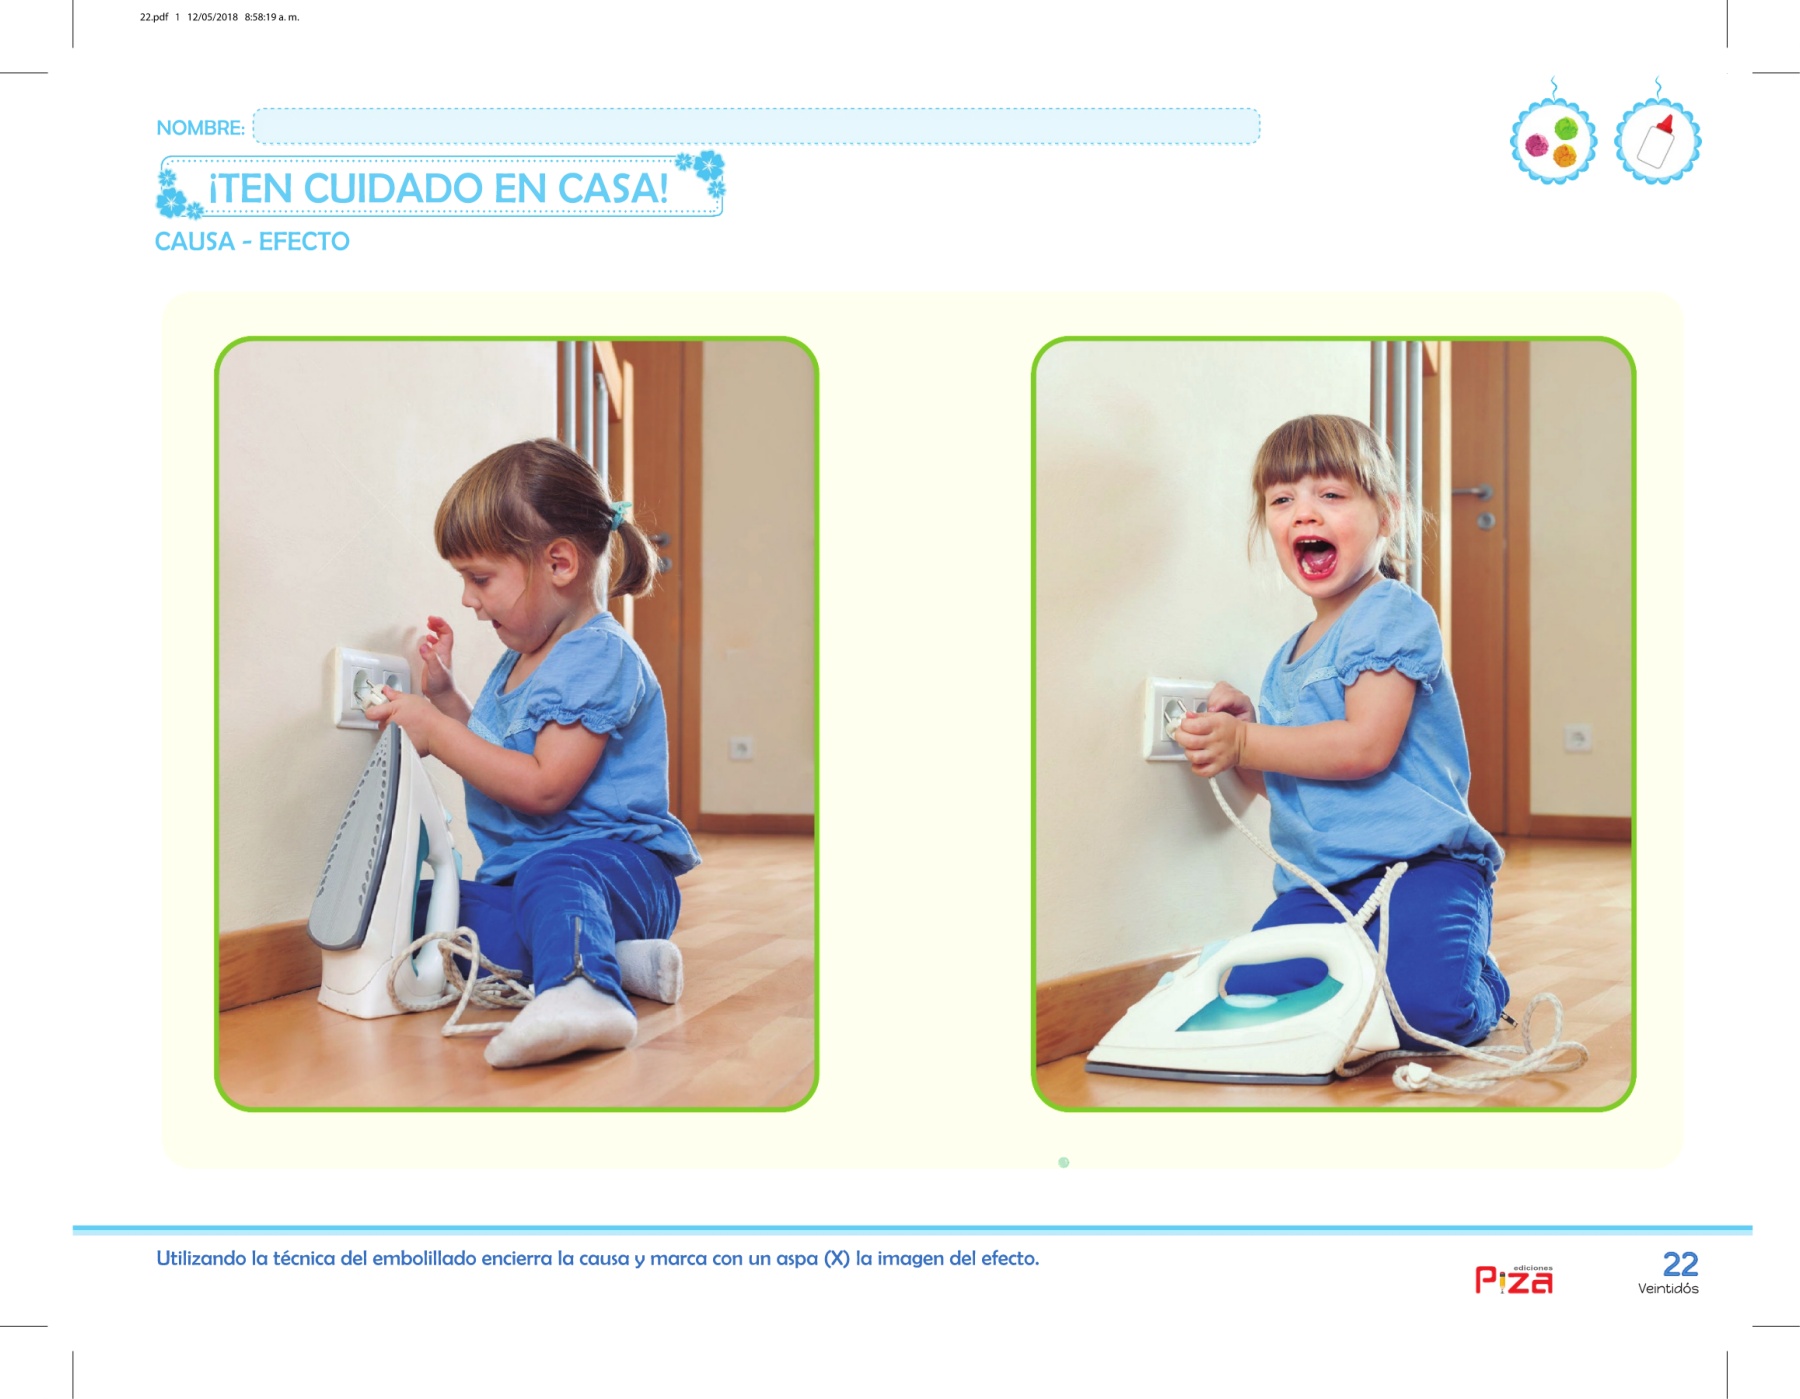 22.pdf 1 12/05/2018 8:58:19 a. m.
NOMBRE:
¡TEN CUIDADO EN CASA!
CAUSA - EFECTO
Utilizando la técnica del embolillado encierra la causa y marca con un aspa (X) la imagen del efecto.
ediciones
Piza
22
Veintidós